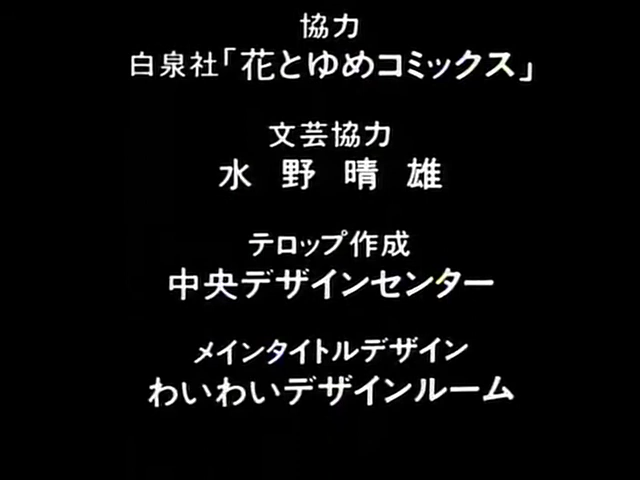 協力
白泉社「花とゆめコミックス」
文芸協力
水野晴雄
テロップ作成
中央デザインセンター
メインタイトルデザイン
わいわいデザインルーム